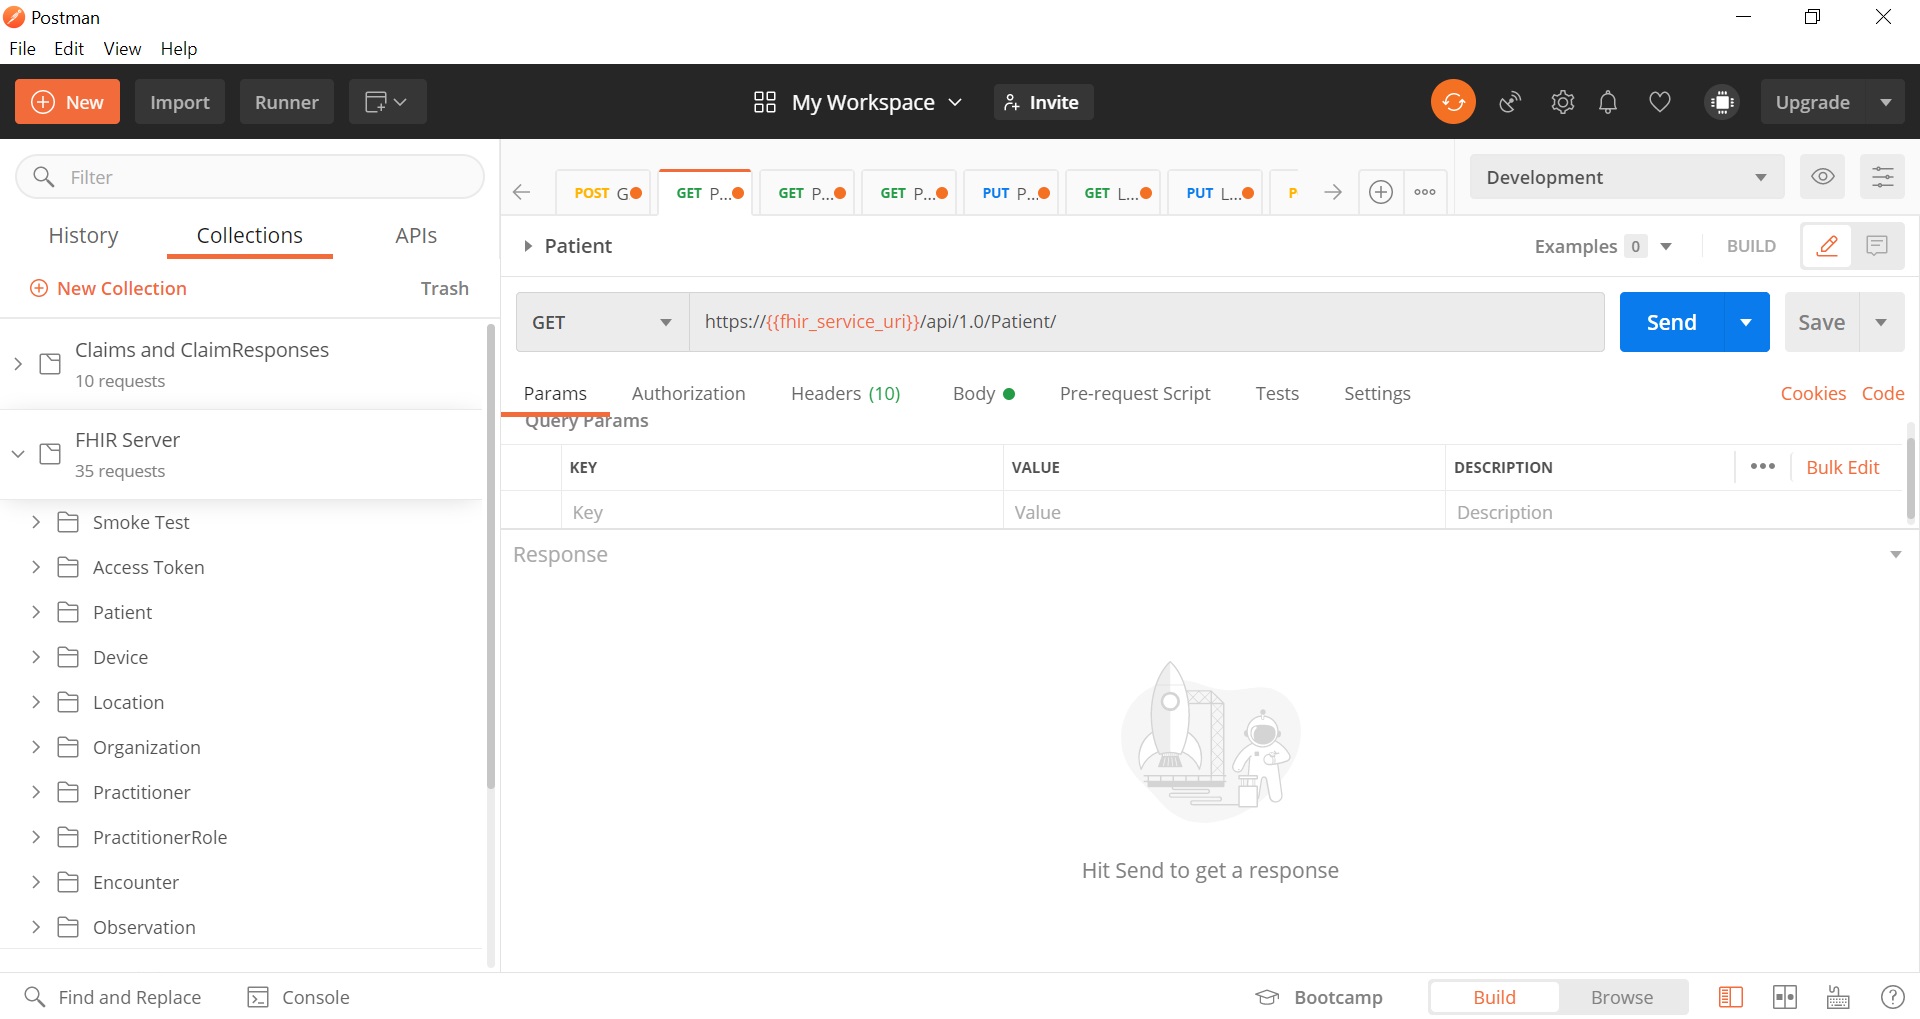 Postman
File Edit View Help
New Import Runner My Workspace Invite Upgrade
Filter
History Collections APIs
New Collection Trash
Claims and ClaimResponses
10 requests
FHIR Server
35 requests
Smoke Test
Access Token
Patient
Device
Location
Organization
Practitioner
PractitionerRole
Encounter
Observation
POST G GET P... GET P... GET P... PUT P... GET L... PUT L... P
Development
Patient Examples 0 BUILD
GET https://{{fhir_service_uri}}/api/1.0/Patient/ Send Save
Params Authorization Headers (10) Body Pre-request Script Tests Settings Cookies Code
Query Params
KEY VALUE DESCRIPTION ••• Bulk Edit
Key Value Description
Response
Hit Send to get a response
Find and Replace Console Bootcamp Build Browse